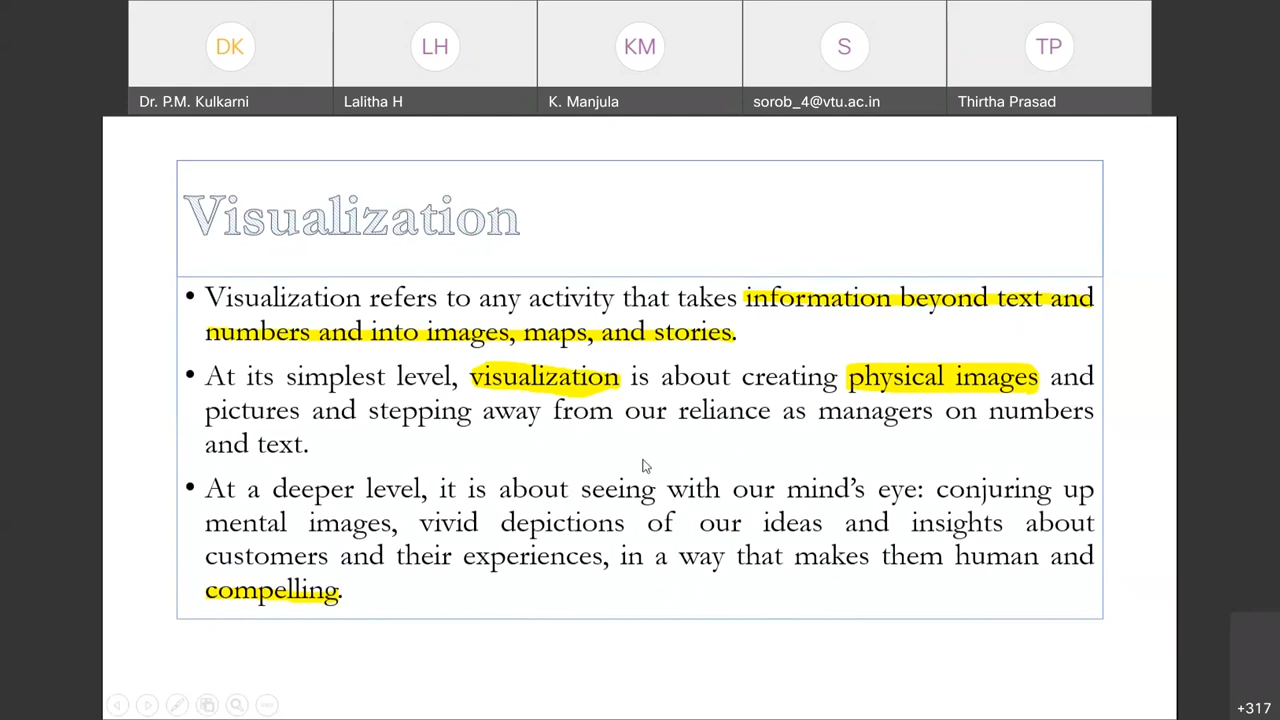 DK LH KM S TP
Dr. P.M. Kulkarni Lalitha H K. Manjula sorob_4@vtu.ac.in Thirtha Prasad
Visualization
• Visualization refers to any activity that takes information beyond text and
numbers and into images, maps, and stories.
• At its simplest level, visualization is about creating physical images and
pictures and stepping away from our reliance as managers on numbers
and text.
• At a deeper level, it is about seeing with our mind’s eye: conjuring up
mental images, vivid depictions of our ideas and insights about
customers and their experiences, in a way that makes them human and
compelling.
+317